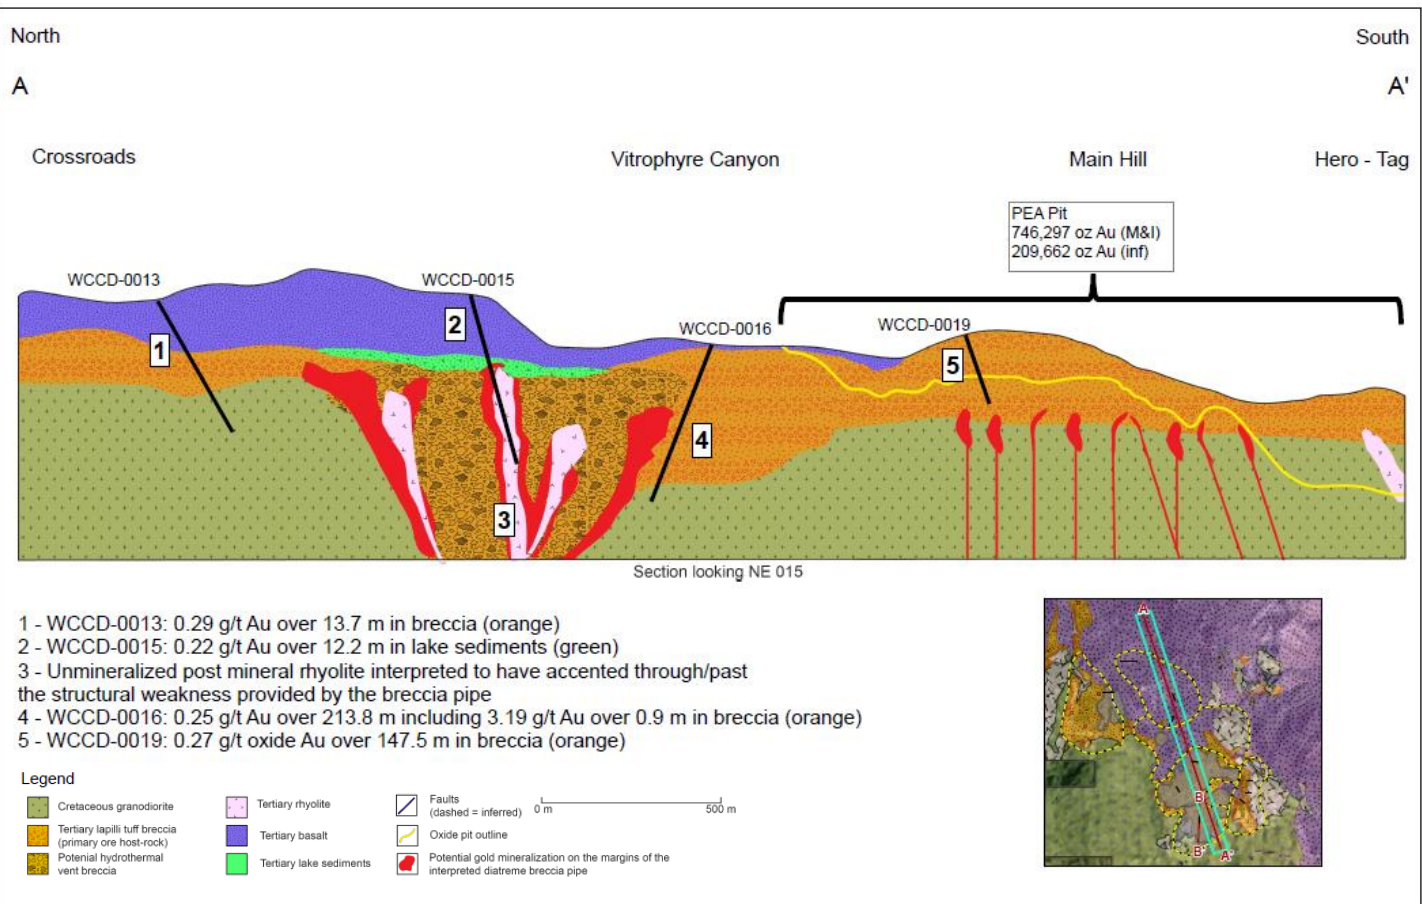 North
South
A
A'
Crossroads
Vitrophyre Canyon
Main Hill
Hero - Tag
PEA Pit
746,297 oz Au (M&I)
209,662 oz Au (inf)
WCCD-0013
WCCD-0015
WCCD-0016
WCCD-0019
1
2
3
4
5
Section looking NE 015
1 - WCCD-0013: 0.29 g/t Au over 13.7 m in breccia (orange)
2 - WCCD-0015: 0.22 g/t Au over 12.2 m in lake sediments (green)
3 - Unmineralized post mineral rhyolite interpreted to have accented through/past
the structural weakness provided by the breccia pipe
4 - WCCD-0016: 0.25 g/t Au over 213.8 m including 3.19 g/t Au over 0.9 m in breccia (orange)
5 - WCCD-0019: 0.27 g/t oxide Au over 147.5 m in breccia (orange)
Legend
Cretaceous granodiorite
Tertiary lapilli tuff breccia
(primary ore host-rock)
Potenial hydrothermal
vent breccia
Tertiary rhyolite
Tertiary basalt
Tertiary lake sediments
Faults
(dashed = inferred)
Oxide pit outline
Potential gold mineralization on the margins of the
interpreted diatreme breccia pipe
0 m
500 m
A
B
B'
A'